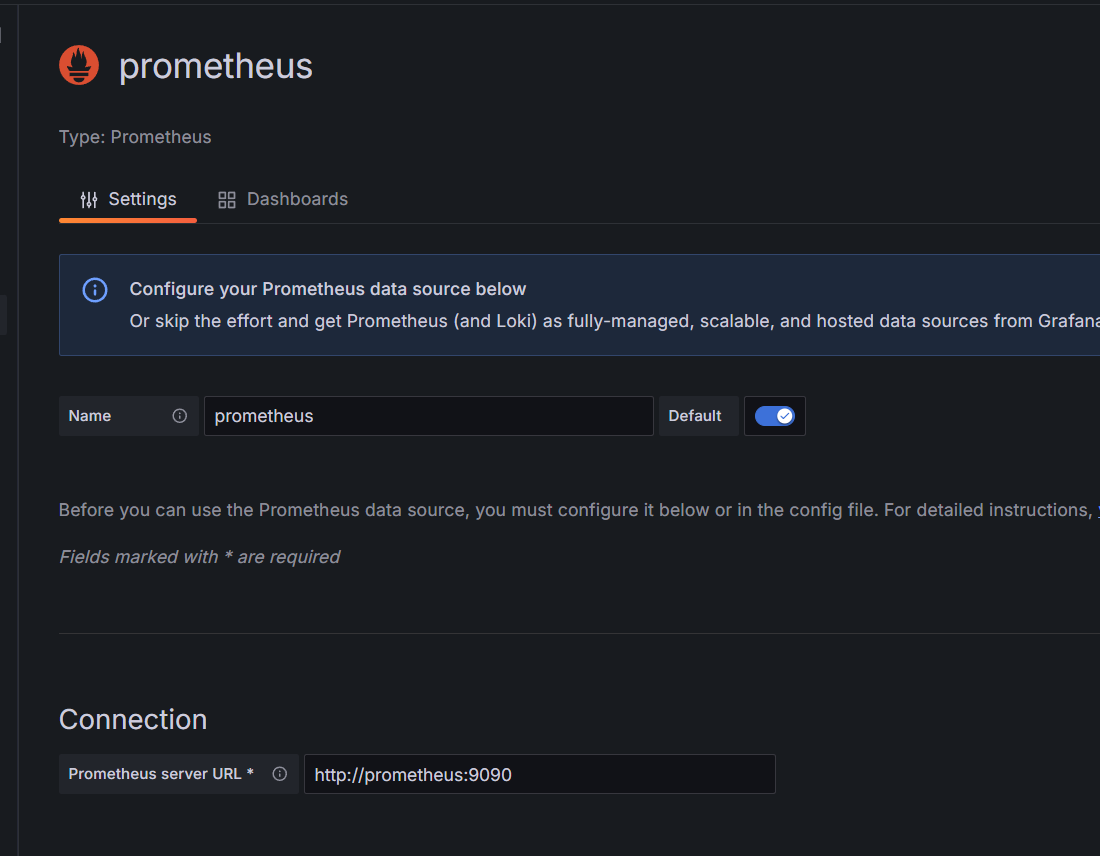 prometheus
Type: Prometheus
Settings Dashboards
Configure your Prometheus data source below
Or skip the effort and get Prometheus (and Loki) as fully-managed, scalable, and hosted data sources from Grafana
Name prometheus Default
Before you can use the Prometheus data source, you must configure it below or in the config file. For detailed instructions,
Fields marked with * are required
Connection
Prometheus server URL * http://prometheus:9090